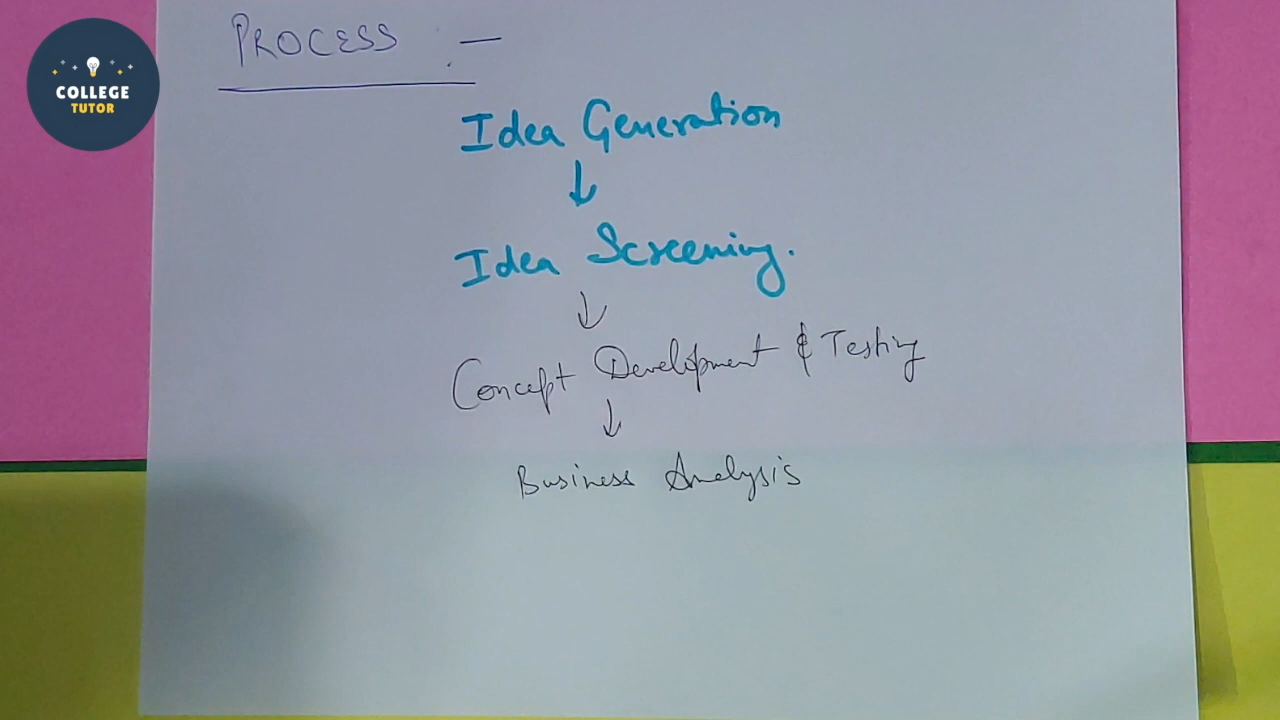 COLLEGE
TUTOR
PROCESS :-
Idea Generation
↓
Idea Screening.
↓
Concept Development & Testing
↓
Business Analysis